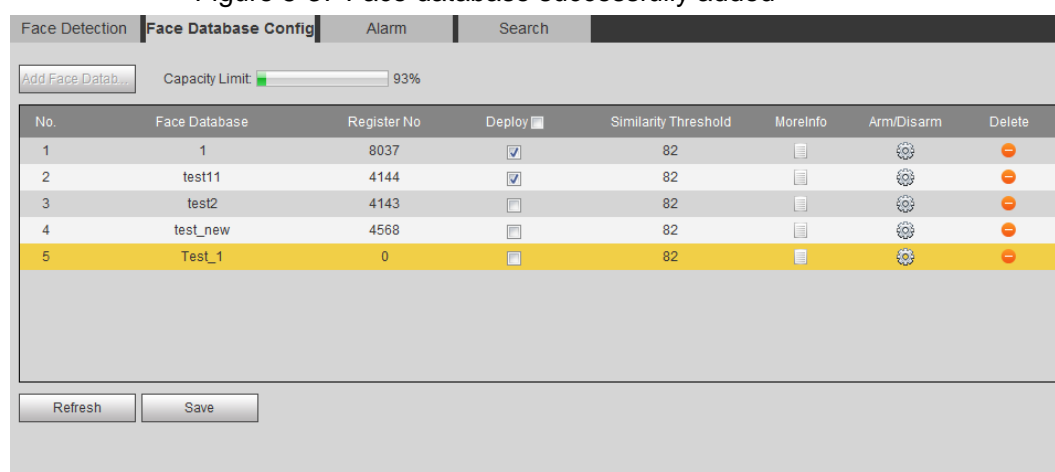 Face Detection Face Database Config Alarm Search
Add Face Datab... Capacity Limit: 93%
No. Face Database Register No Deploy Similarity Threshold MoreInfo Arm/Disarm Delete
1 1 8037 82
2 test11 4144 82
3 test2 4143 82
4 test_new 4568 82
5 Test_1 0 82
Refresh Save